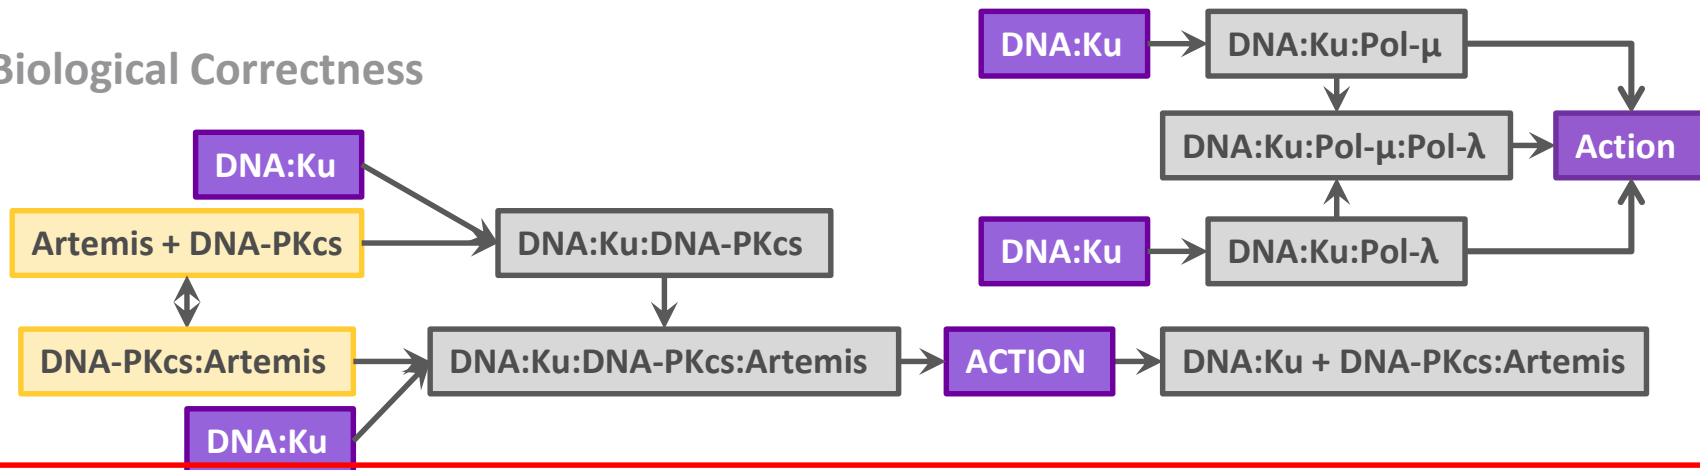 Biological Correctness
DNA:Ku
Artemis + DNA-PKcs
DNA:Ku:DNA-PKcs
DNA-PKcs:Artemis
DNA:Ku:DNA-PKcs:Artemis
ACTION
DNA:Ku + DNA-PKcs:Artemis
DNA:Ku
DNA:Ku
DNA:Ku:Pol-μ
DNA:Ku:Pol-μ:Pol-λ
Action
DNA:Ku
DNA:Ku:Pol-λ